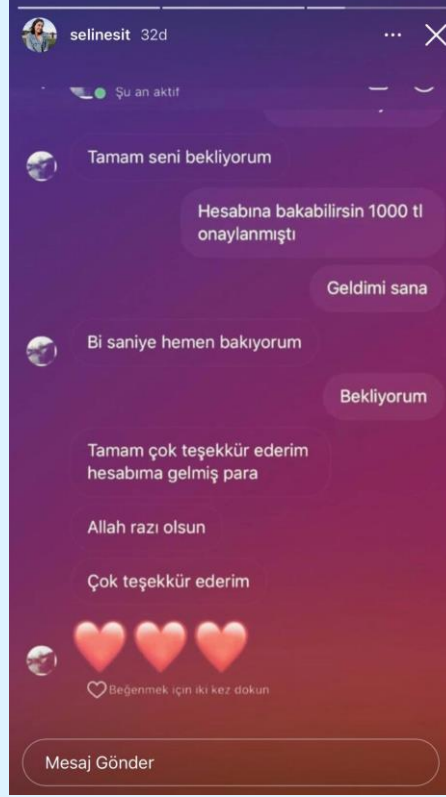 selinesit 32d
Şu an aktif
Tamam seni bekliyorum
Hesabına bakabilirsin 1000 tl
onaylanmıştı
Geldimi sana
Bi saniye hemen bakıyorum
Bekliyorum
Tamam çok teşekkür ederim
hesabıma gelmiş para
Allah razı olsun
Çok teşekkür ederim
Beğenmek için iki kez dokun
Mesaj Gönder